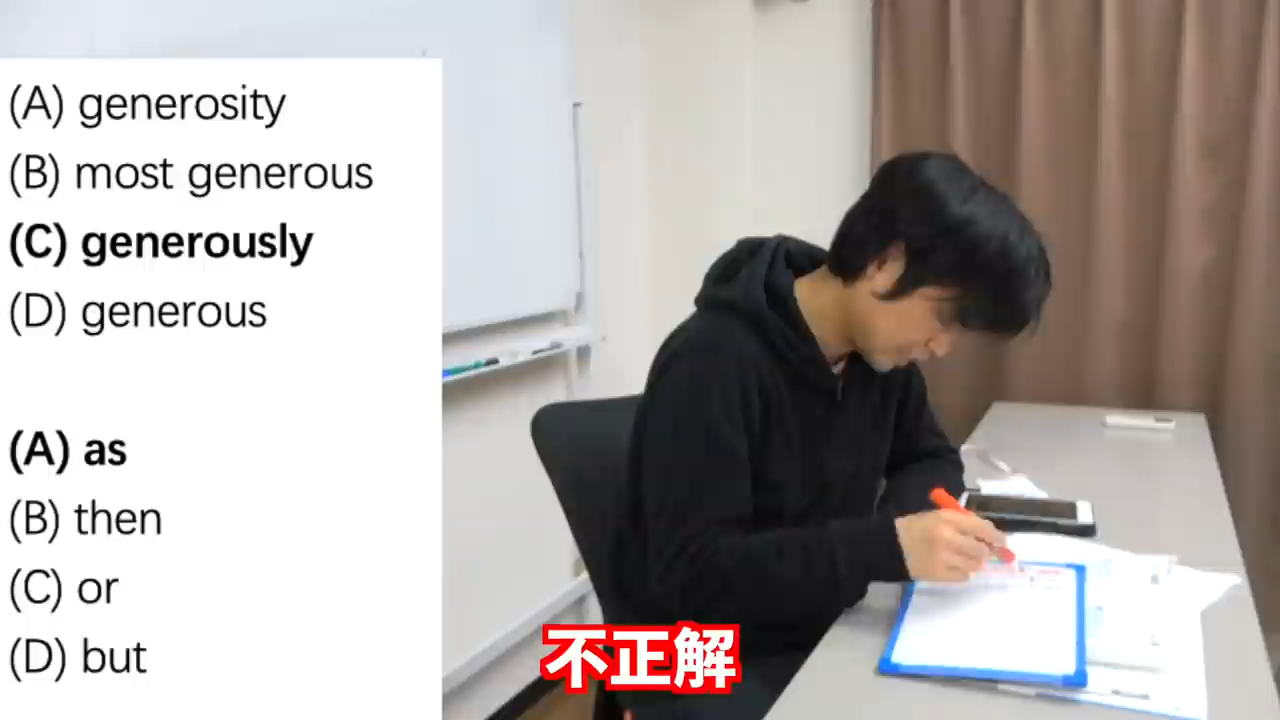 (A) generosity
(B) most generous
(C) generously
(D) generous
(A) as
(B) then
(C) or
(D) but
不正解